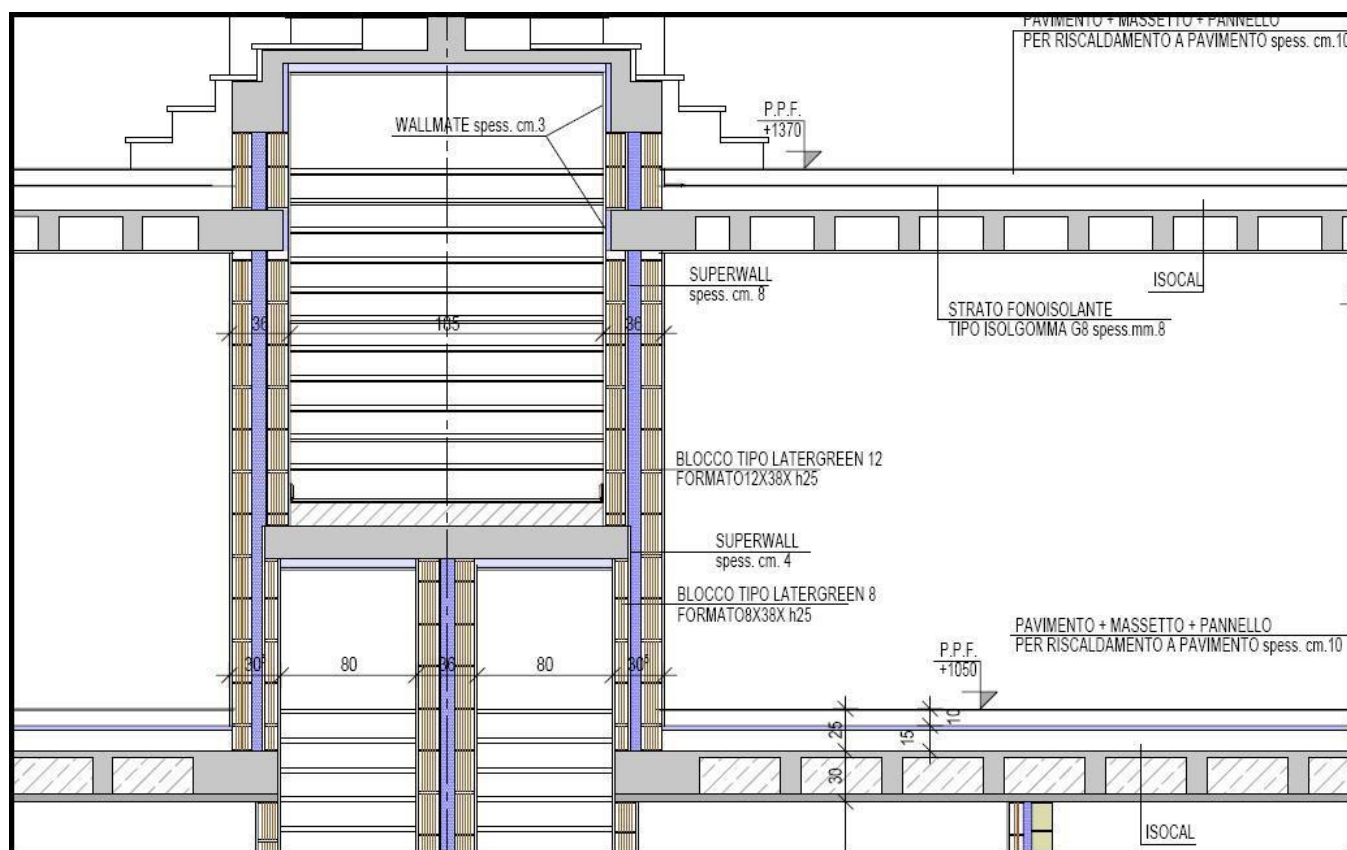 PAVIMENTO + MASSETTO + PANNELLO
PER RISCALDAMENTO A PAVIMENTO spess. cm.10
P.P.F.
+1370
WALLMATE spess. cm.3
SUPERWALL
spess. cm. 8
ISOCAL
STRATO FONOISOLANTE
TIPO ISOLGOMMA G8 spess.mm.8
36
185
36
BLOCCO TIPO LATERGREEN 12
FORMATO12X38X h25
SUPERWALL
spess. cm. 4
BLOCCO TIPO LATERGREEN 8
FORMATO8X38X h25
PAVIMENTO + MASSETTO + PANNELLO
PER RISCALDAMENTO A PAVIMENTO spess. cm.10
P.P.F.
+1050
30⁵
80
36
80
30⁵
25
10
15
30
ISOCAL